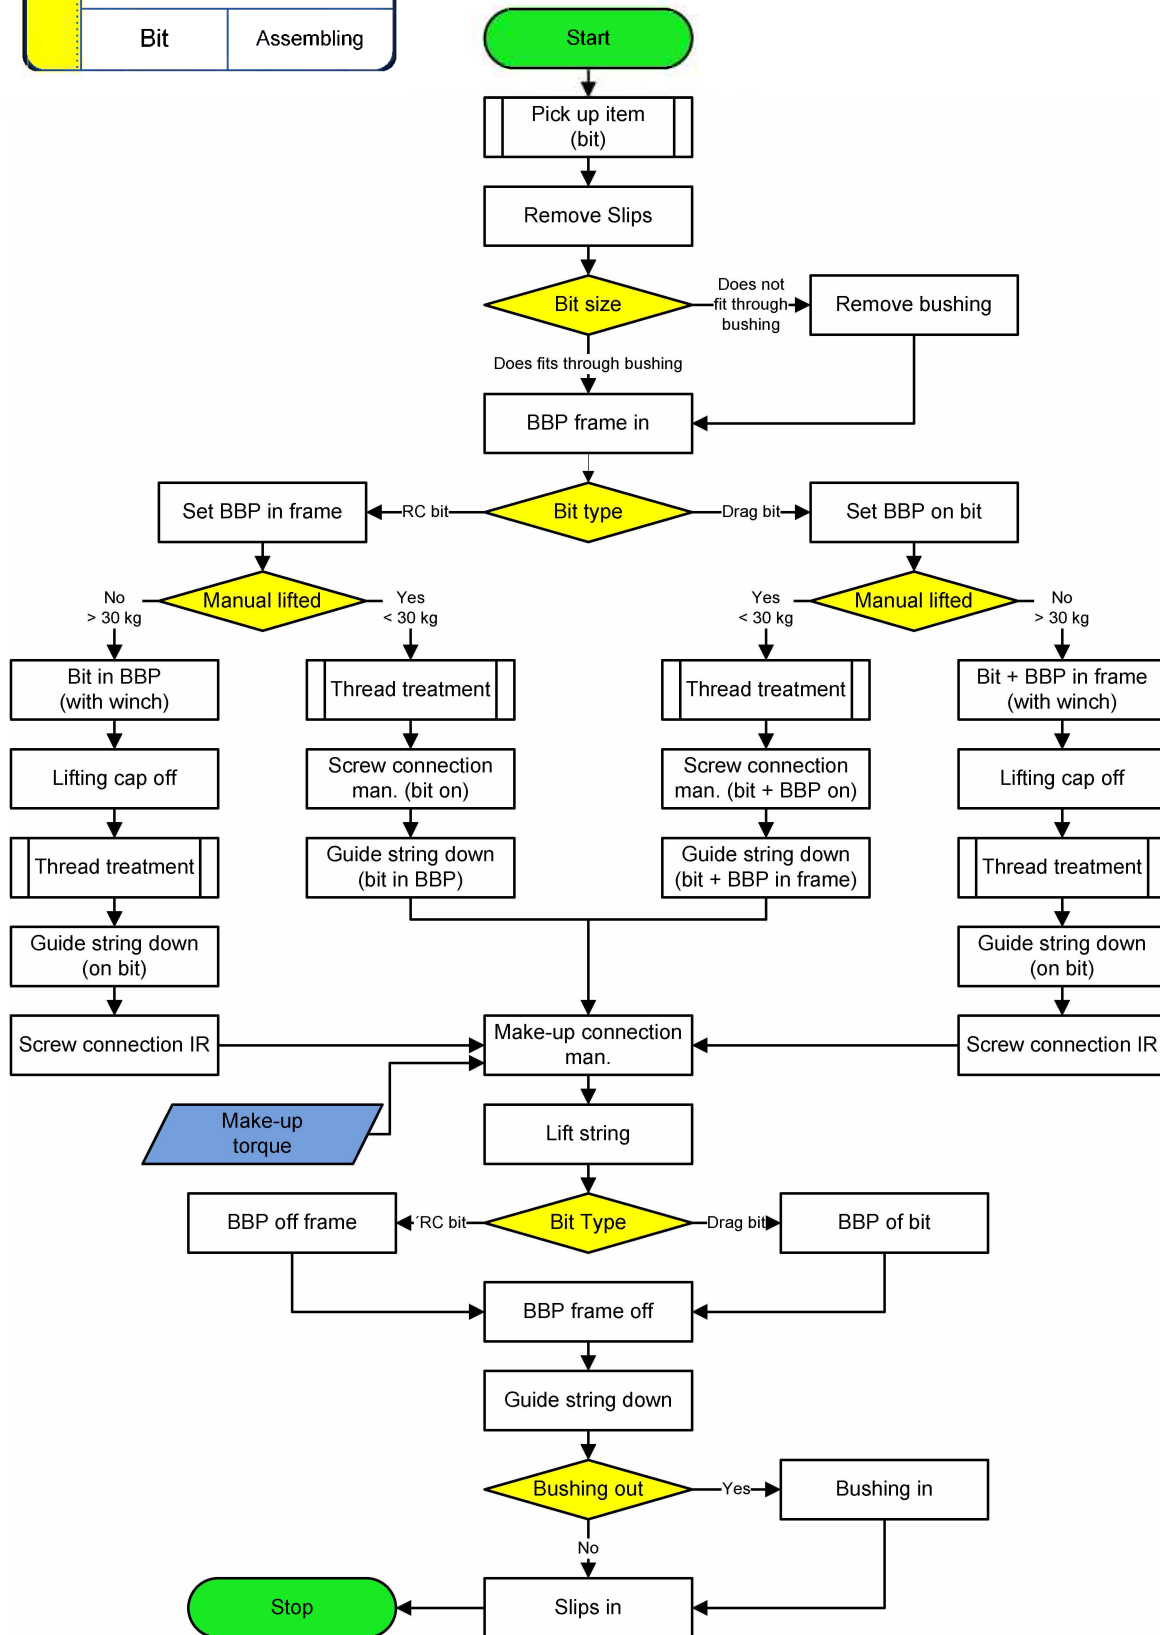 Bit
Assembling
Start
Pick up item
(bit)
Remove Slips
Bit size
Does not
fit through
bushing
Remove bushing
Does fits through bushing
BBP frame in
Set BBP in frame
RC bit
Bit type
Drag bit
Set BBP on bit
No
> 30 kg
Manual lifted
Yes
< 30 kg
Yes
< 30 kg
Manual lifted
No
> 30 kg
Bit in BBP
(with winch)
Thread treatment
Thread treatment
Bit + BBP in frame
(with winch)
Lifting cap off
Screw connection
man. (bit on)
Screw connection
man. (bit + BBP on)
Lifting cap off
Thread treatment
Guide string down
(bit in BBP)
Guide string down
(bit + BBP in frame)
Thread treatment
Guide string down
(on bit)
Guide string down
(on bit)
Screw connection IR
Make-up connection
man.
Screw connection IR
Make-up
torque
Lift string
BBP off frame
´RC bit
Bit Type
Drag bit
BBP of bit
BBP frame off
Guide string down
Bushing out
Yes
Bushing in
No
Stop
Slips in